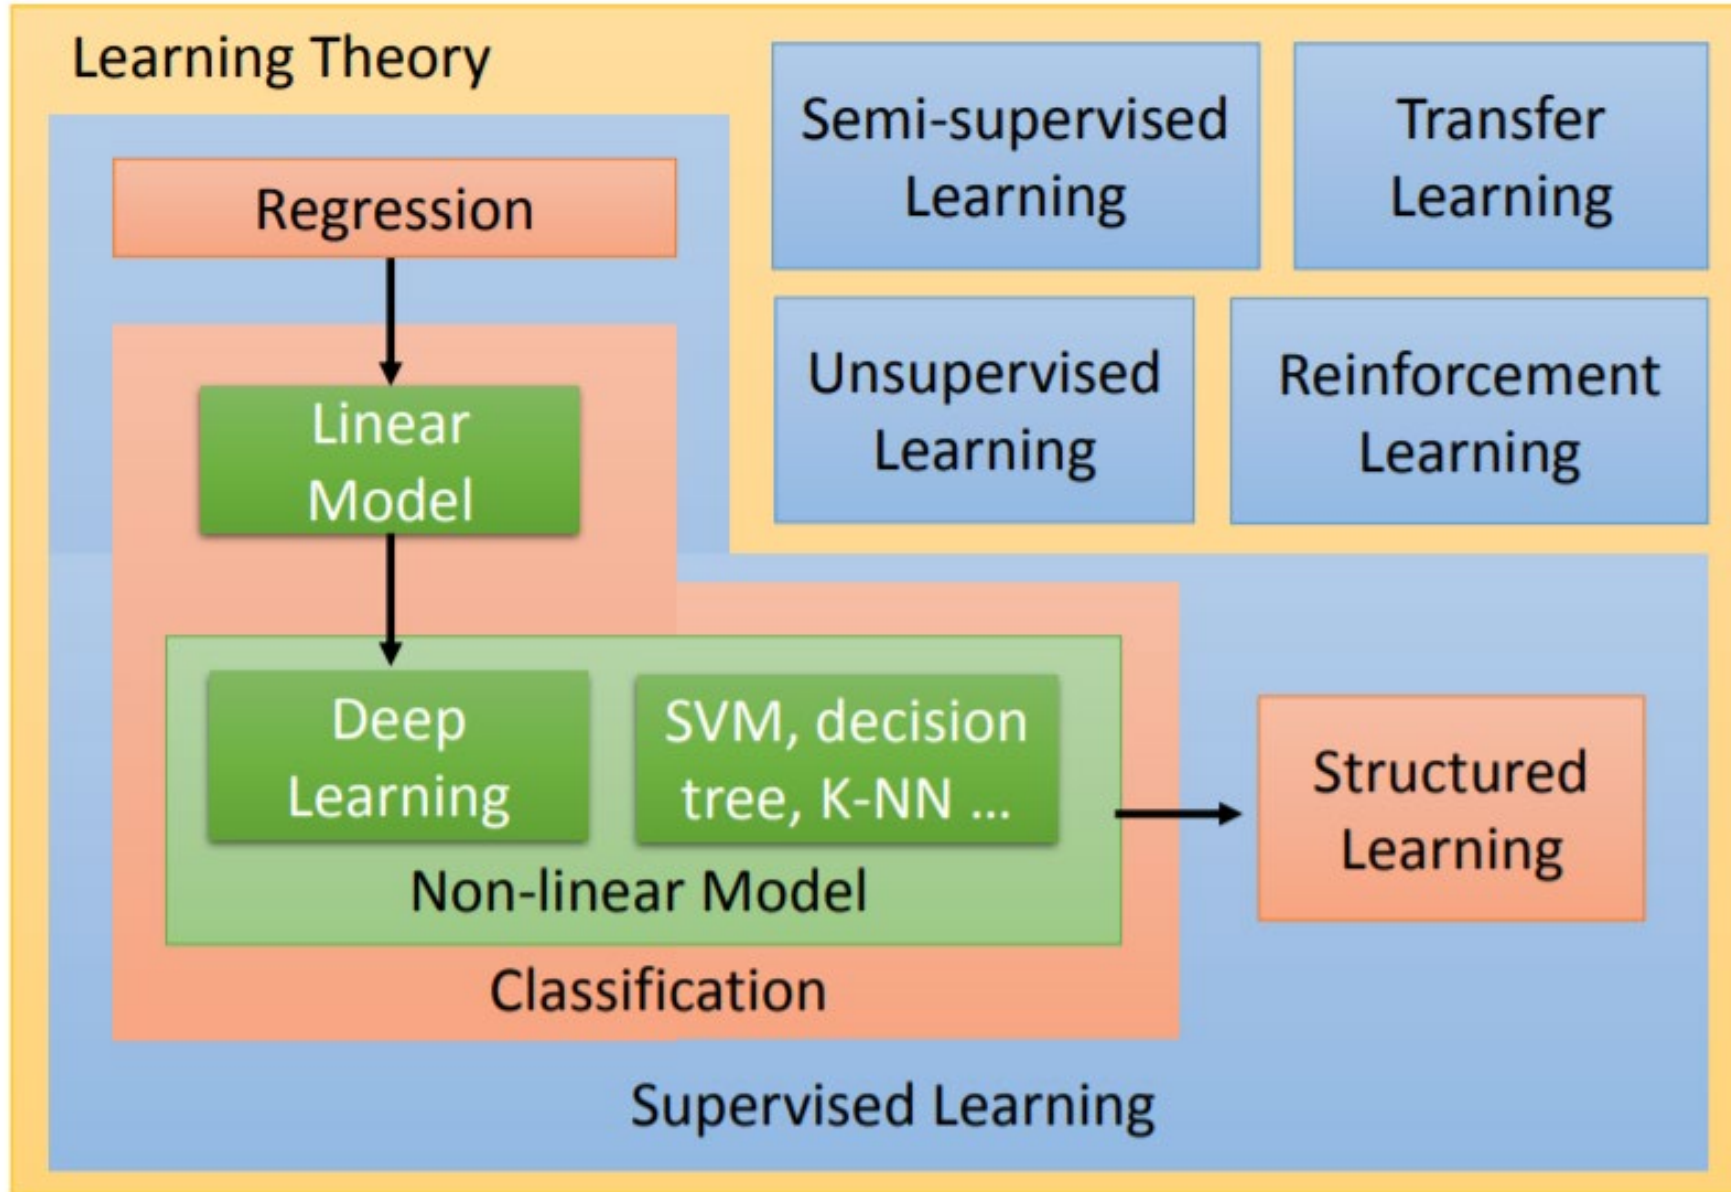 Learning Theory
Regression
Linear
Model
Deep
Learning
SVM, decision
tree, K-NN ...
Non-linear Model
Classification
Structured
Learning
Supervised Learning
Semi-supervised
Learning
Transfer
Learning
Unsupervised
Learning
Reinforcement
Learning